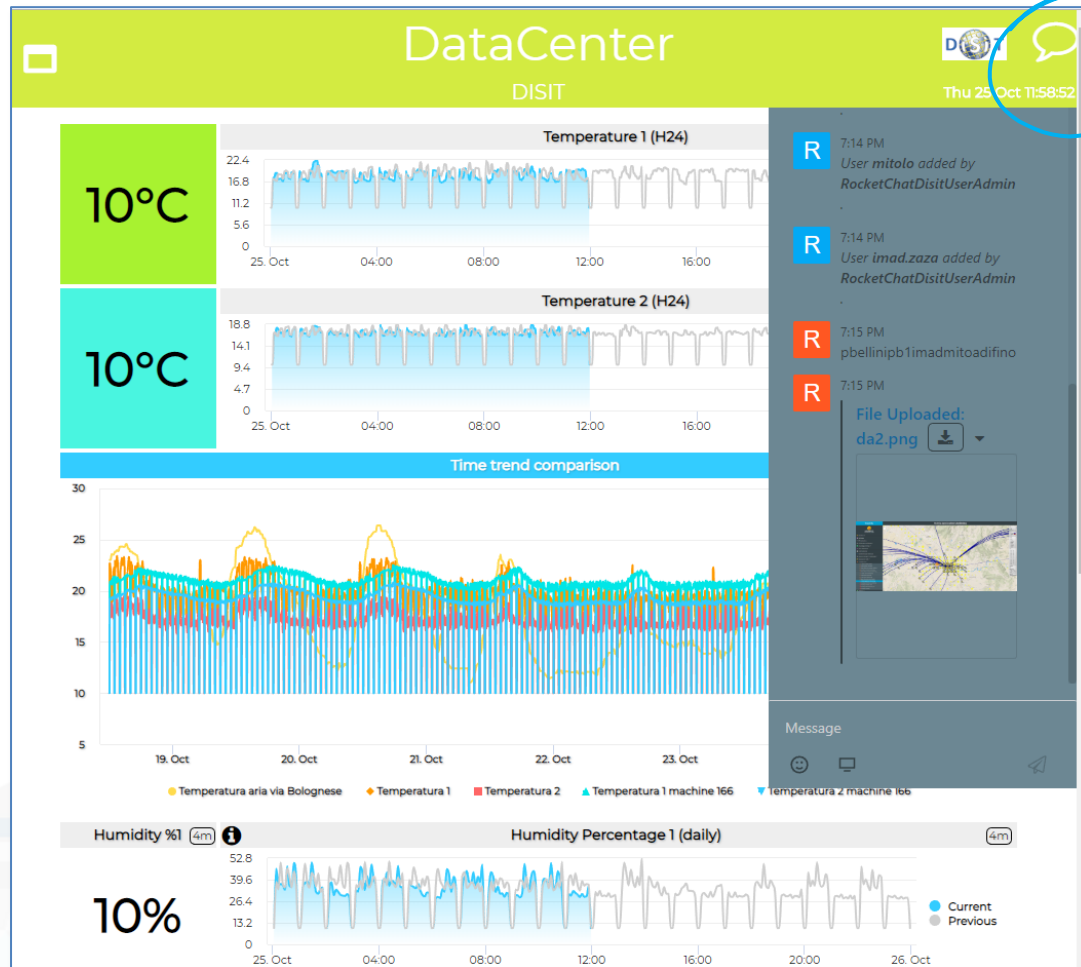 DataCenter
DISIT
DISIT
Thu 25 Oct 11:58:52
10°C
Temperature 1 (H24)
22.4
16.8
11.2
5.6
0
25. Oct 04:00 08:00 12:00 16:00
10°C
Temperature 2 (H24)
18.8
14.1
9.4
4.7
0
25. Oct 04:00 08:00 12:00 16:00
Time trend comparison
30
25
20
15
10
5
19. Oct 20. Oct 21. Oct 22. Oct 23. Oct
Temperatura aria via Bolognese Temperatura 1 Temperatura 2 Temperatura 1 machine 166 Temperatura 2 machine 166
R 7:14 PM
User mitolo added by
RocketChatDisitUserAdmin
.
R 7:14 PM
User imad.zaza added by
RocketChatDisitUserAdmin
.
R 7:15 PM
pbellinipb1imadmitoadifino
R 7:15 PM
File Uploaded:
da2.png
Message
Humidity %1 4m
10%
Humidity Percentage 1 (daily) 4m
52.8
39.6
26.4
13.2
0
25. Oct 04:00 08:00 12:00 16:00 20:00 26. Oct
Current
Previous